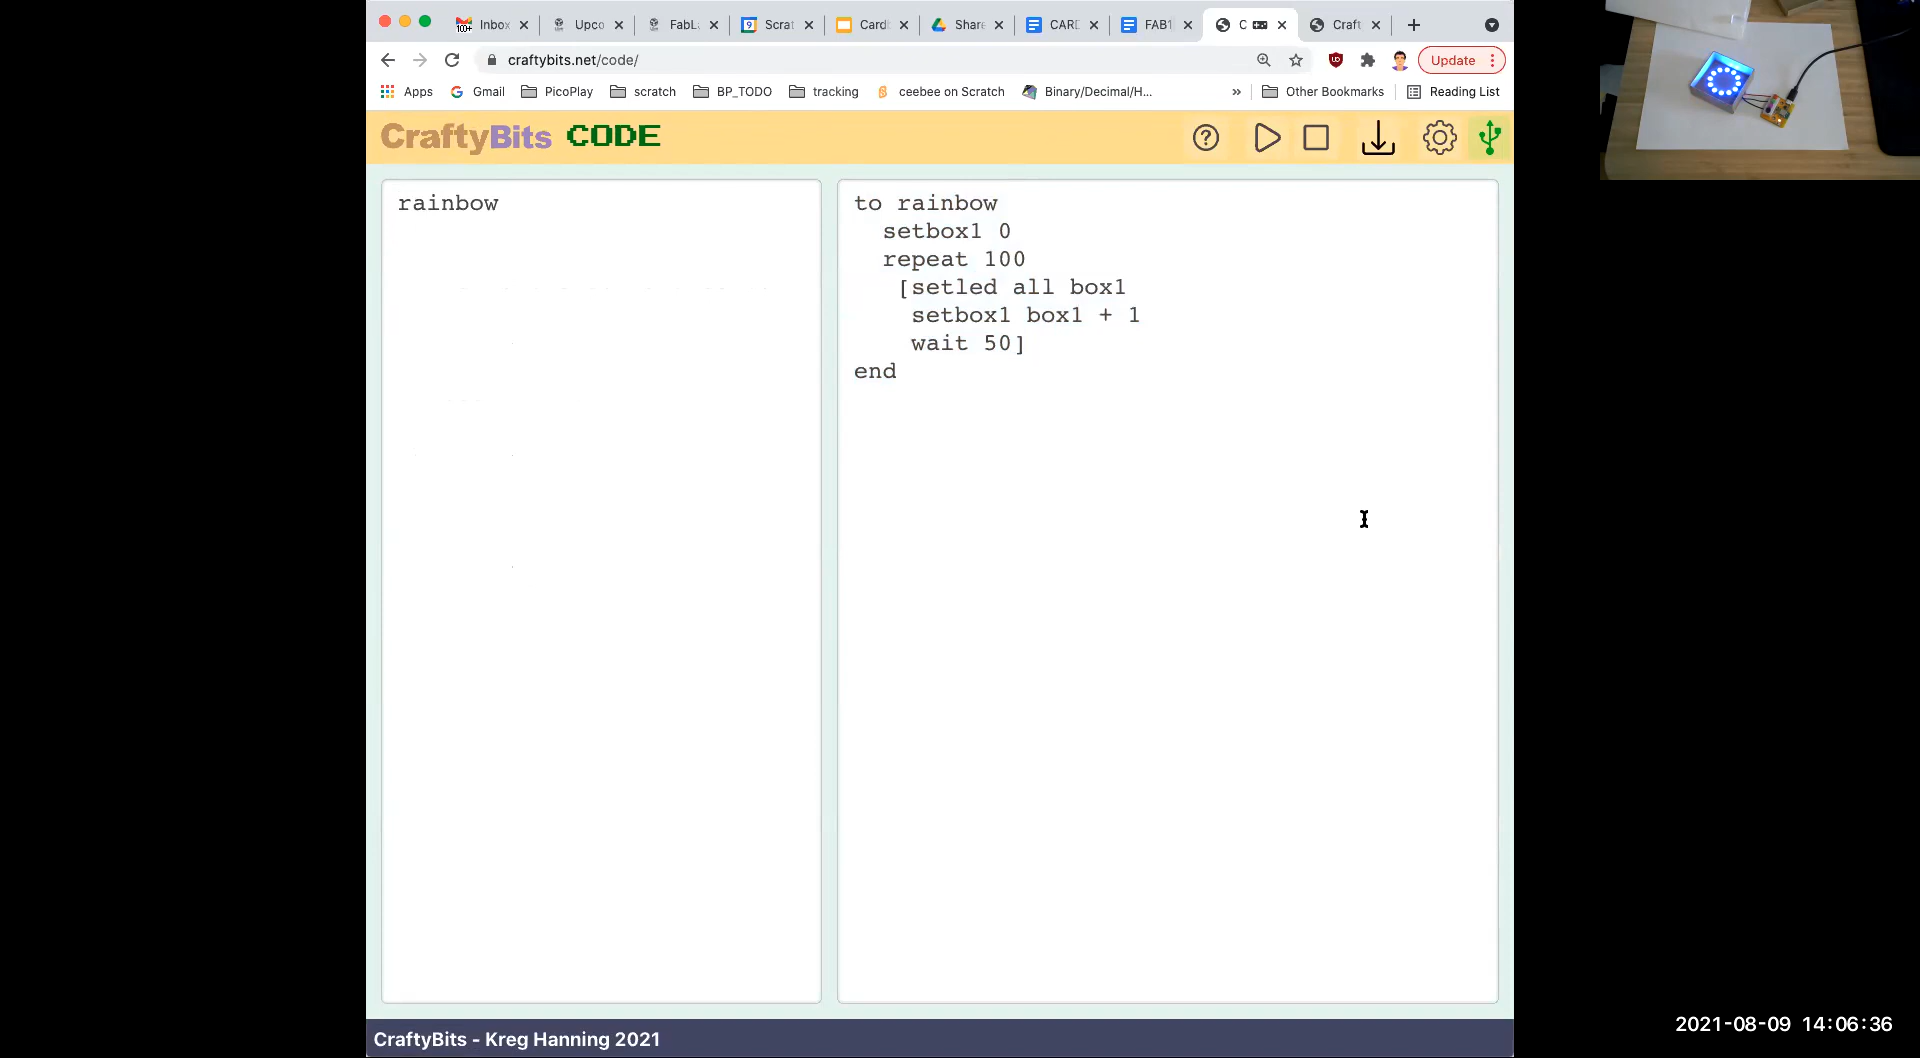 100+ Inbox Upco FabL 9 Scrat Card Share CARD FAB1 C Craft
craftybits.net/code/ Update
Apps Gmail PicoPlay scratch BP_TODO tracking ceebee on Scratch Binary/Decimal/H... » Other Bookmarks Reading List
CraftyBits CODE
rainbow
to rainbow
setbox1 0
repeat 100
[setled all box1
setbox1 box1 + 1
wait 50]
end
CraftyBits - Kreg Hanning 2021
2021-08-09 14:06:36